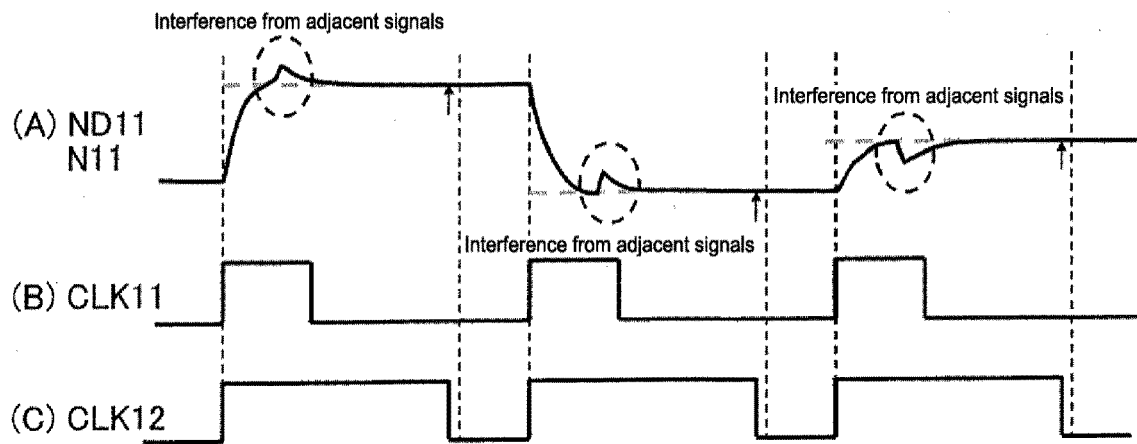 Interference from adjacent signals
Interference from adjacent signals
(A) ND11
N11
Interference from adjacent signals
(B) CLK11
(C) CLK12